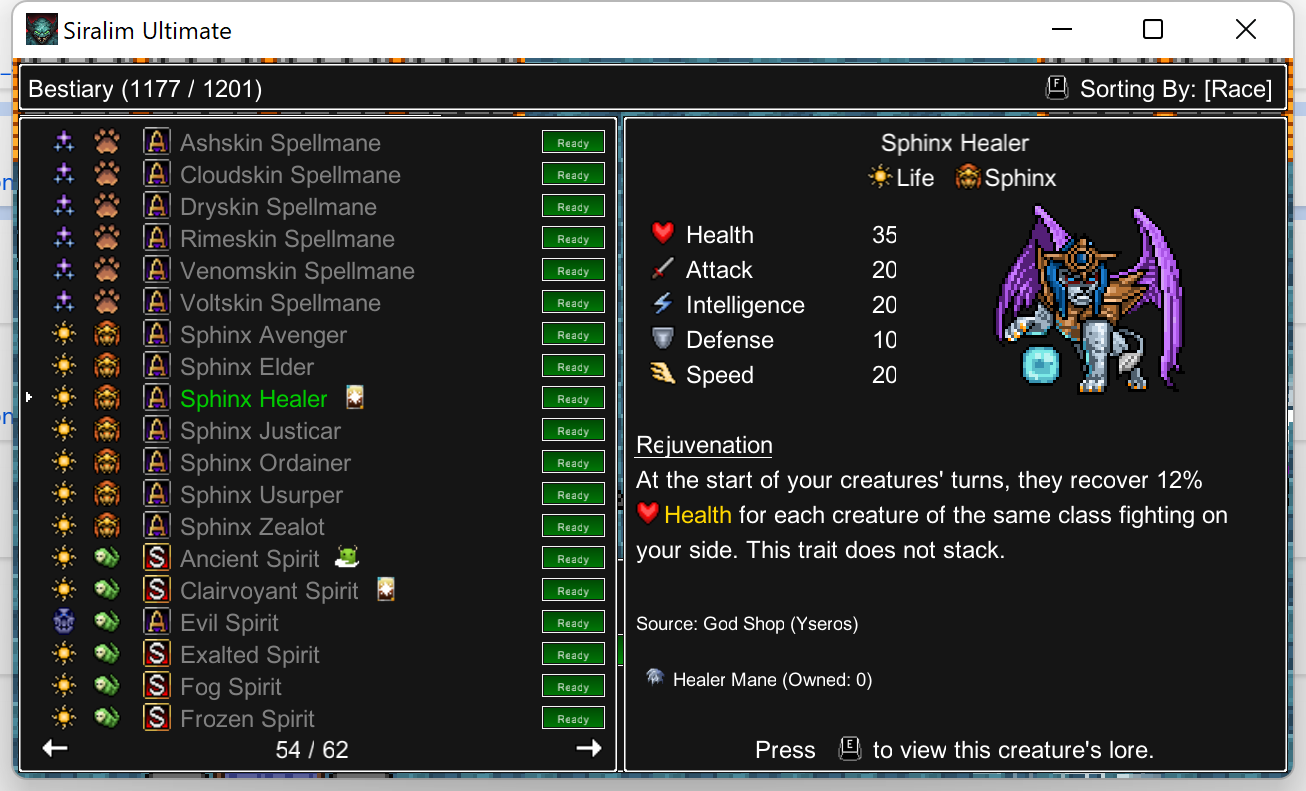 Siralim Ultimate
Bestiary (1177 / 1201)
F Sorting By: [Race]
A Ashskin Spellmane Ready
A Cloudskin Spellmane Ready
A Dryskin Spellmane Ready
A Rimeskin Spellmane Ready
A Venomskin Spellmane Ready
A Voltskin Spellmane Ready
A Sphinx Avenger Ready
A Sphinx Elder Ready
A Sphinx Healer Ready
A Sphinx Justicar Ready
A Sphinx Ordainer Ready
A Sphinx Usurper Ready
A Sphinx Zealot Ready
S Ancient Spirit Ready
S Clairvoyant Spirit Ready
A Evil Spirit Ready
S Exalted Spirit Ready
S Fog Spirit Ready
S Frozen Spirit Ready
54 / 62
Sphinx Healer
Life Sphinx
Health 35
Attack 20
Intelligence 20
Defense 10
Speed 20
Rejuvenation
At the start of your creatures' turns, they recover 12%
Health for each creature of the same class fighting on
your side. This trait does not stack.
Source: God Shop (Yseros)
Healer Mane (Owned: 0)
Press E to view this creature's lore.